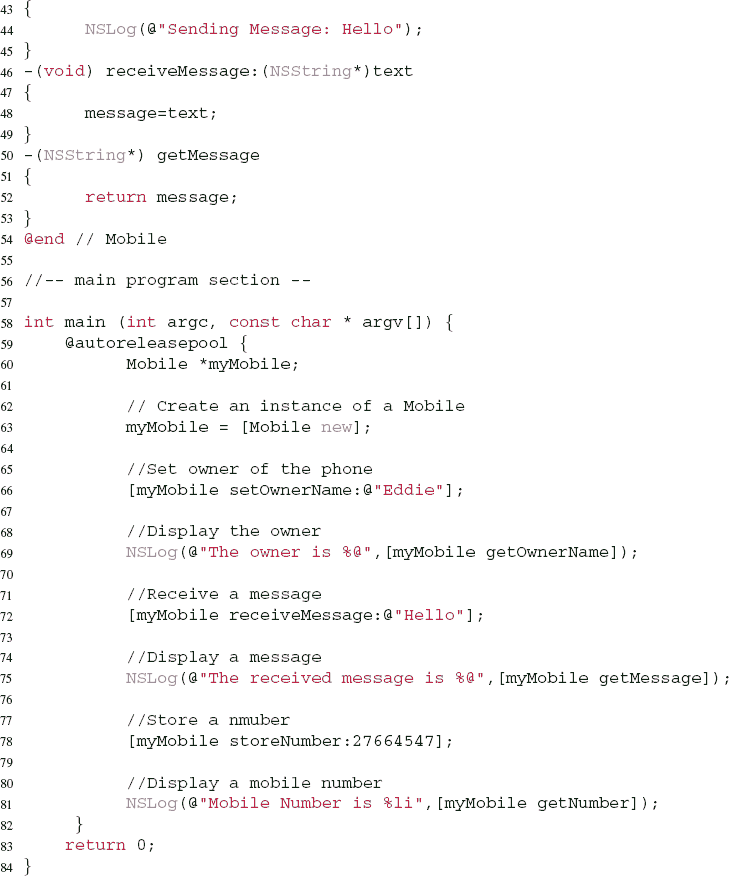 43 {
44       NSLog(@"Sending Message: Hello");
45 }
46 -(void) receiveMessage:(NSString*)text
47 {
48       message=text;
49 }
50 -(NSString*) getMessage
51 {
52       return message;
53 }
54 @end // Mobile
55
56 //-- main program section --
57
58 int main (int argc, const char * argv[]) {
59     @autoreleasepool {
60           Mobile *myMobile;
61
62           // Create an instance of a Mobile
63           myMobile = [Mobile new];
64
65           //Set owner of the phone
66           [myMobile setOwnerName:@"Eddie"];
67
68           //Display the owner
69           NSLog(@"The owner is %@",[myMobile getOwnerName]);
70
71           //Receive a message
72           [myMobile receiveMessage:@"Hello"];
73
74           //Display a message
75           NSLog(@"The received message is %@",[myMobile getMessage]);
76
77           //Store a nmuber
78           [myMobile storeNumber:27664547];
79
80           //Display a mobile number
81           NSLog(@"Mobile Number is %li",[myMobile getNumber]);
82      }
83     return 0;
84 }